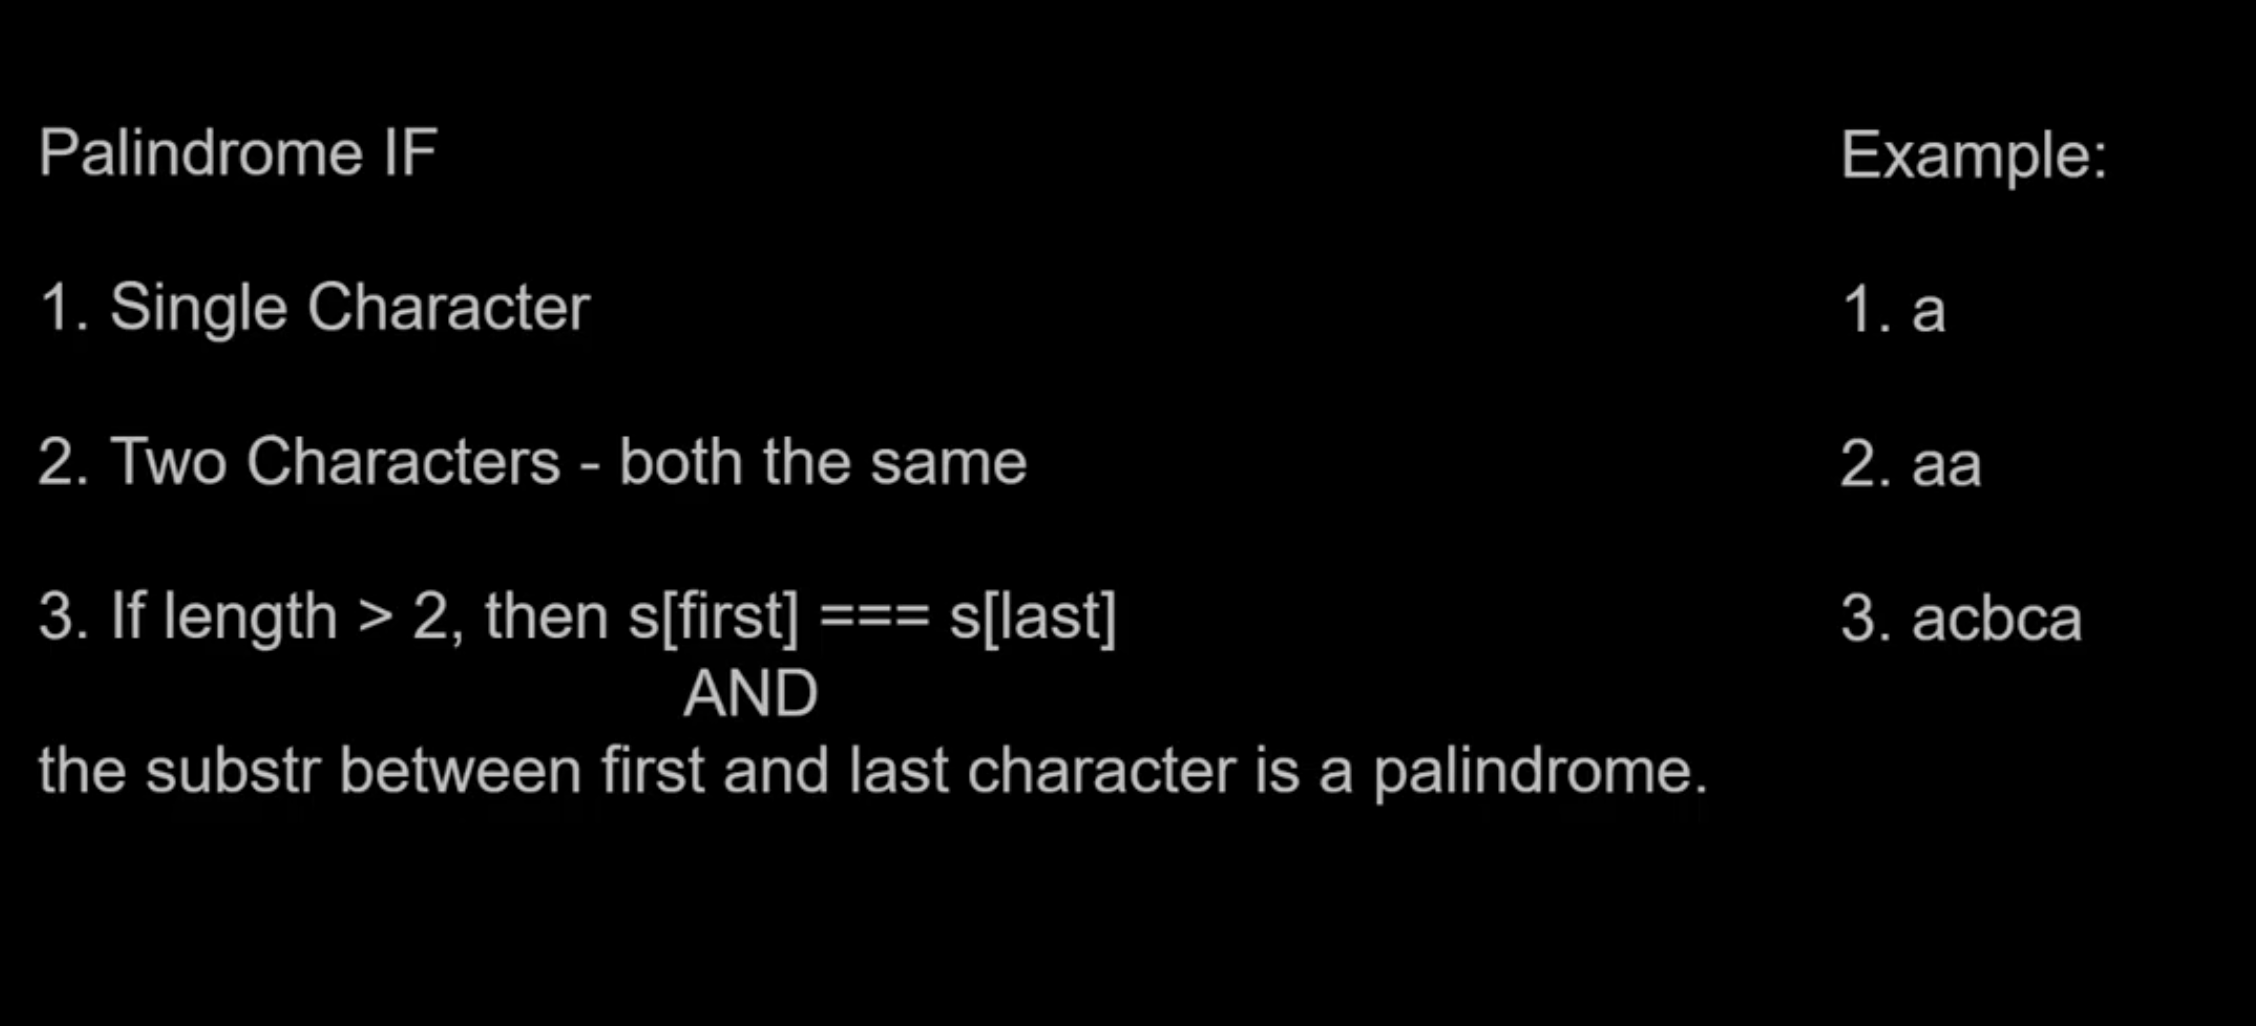 Palindrome IF
Example:
1. Single Character
1. a
2. Two Characters - both the same
2. aa
3. If length > 2, then s[first] === s[last]
3. acbca
AND
the substr between first and last character is a palindrome.